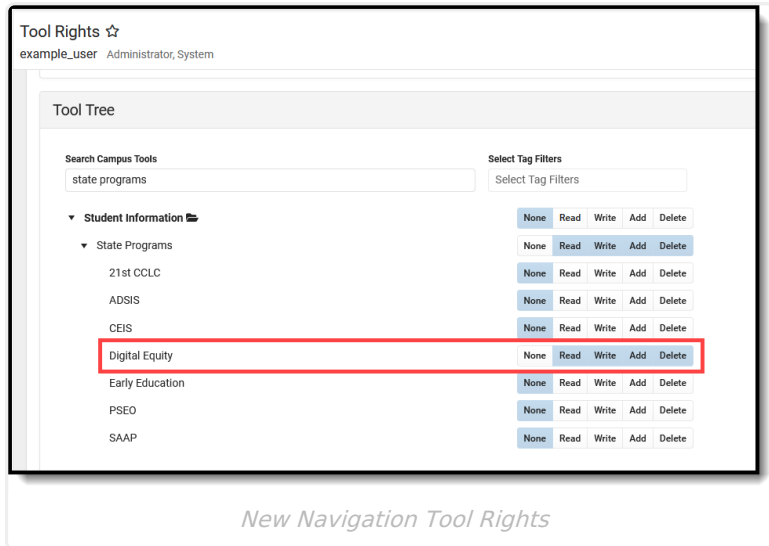 Tool Rights
example_user Administrator, System
Tool Tree
Search Campus Tools Select Tag Filters
state programs Select Tag Filters
Student Information None Read Write Add Delete
State Programs None Read Write Add Delete
21st CCLC None Read Write Add Delete
ADSIS None Read Write Add Delete
CEIS None Read Write Add Delete
Digital Equity None Read Write Add Delete
Early Education None Read Write Add Delete
PSEO None Read Write Add Delete
SAAP None Read Write Add Delete
New Navigation Tool Rights